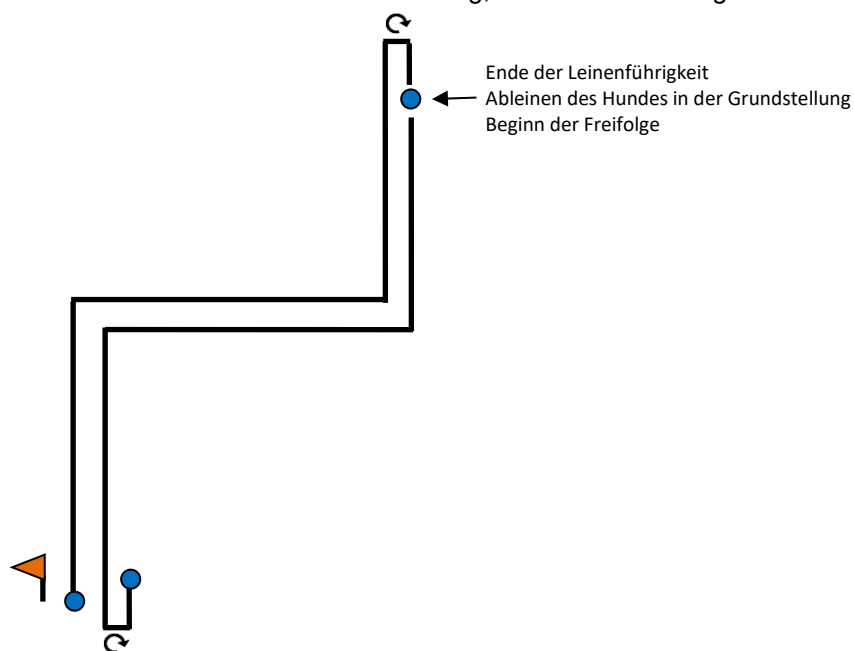 Ende der Leinenführigkeit
Ableinen des Hundes in der Grundstellung
Beginn der Freifolge